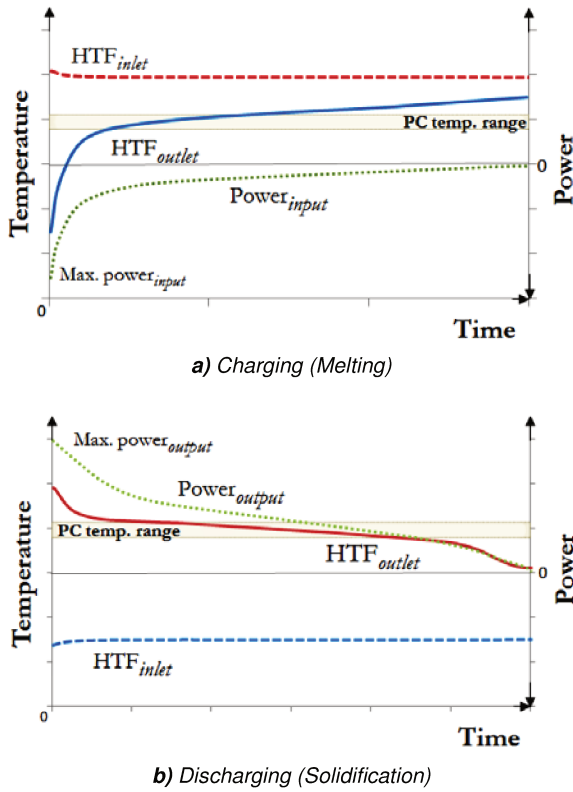 HTFinlet
PC temp. range
HTFoutlet
0
Powerinput
Max. powerinput
Temperature
Power
0
Time
a) Charging (Melting)
Max. poweroutput
Poweroutput
PC temp. range
HTFoutlet
0
HTFinlet
Temperature
Power
0
Time
b) Discharging (Solidification)